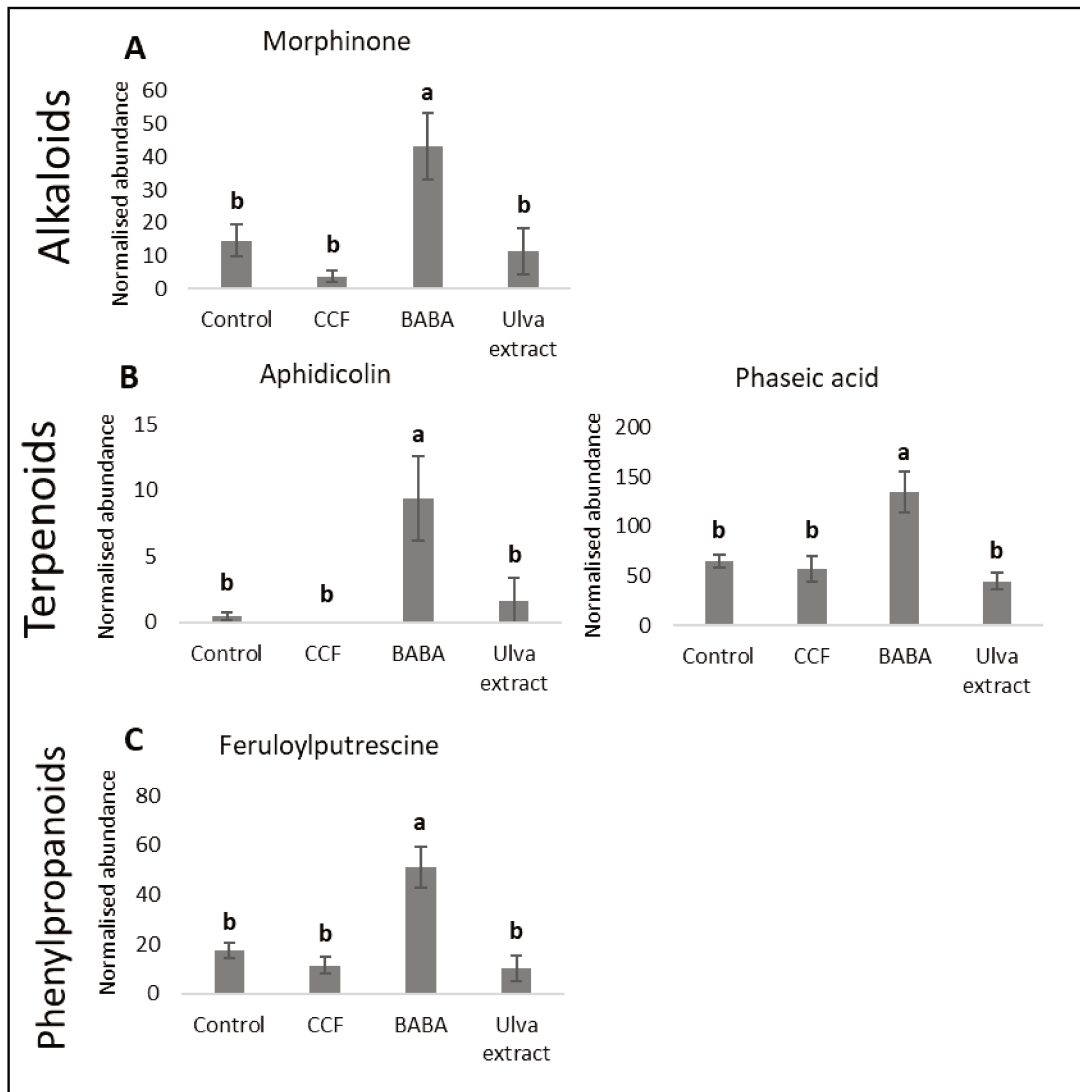 Alkaloids
A
Morphinone
Normalised abundance
60
50
40
30
20
10
0
b
b
a
b
Control
CCF
BABA
Ulva
extract
Terpenoids
B
Aphidicolin
Normalised abundance
15
10
5
0
b
b
a
b
Control
CCF
BABA
Ulva
extract
Phaseic acid
Normalised abundance
200
150
100
50
0
b
b
a
b
Control
CCF
BABA
Ulva
extract
Phenylpropanoids
C
Feruloylputrescine
Normalised abundance
80
60
40
20
0
b
b
a
b
Control
CCF
BABA
Ulva
extract